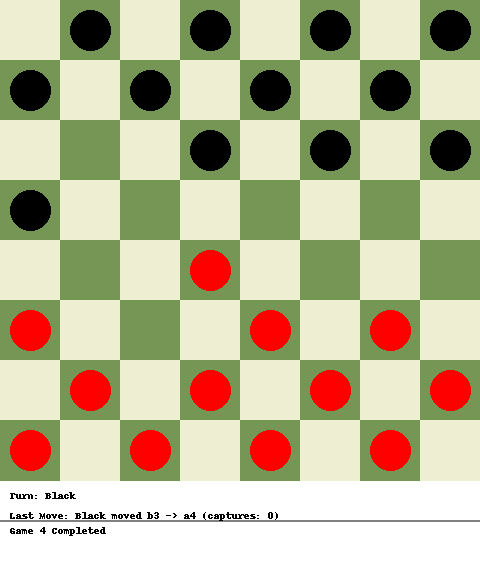 Turn: Black
Last Move: Black moved b3 -> a4 (captures: 0)
Game 4 Completed